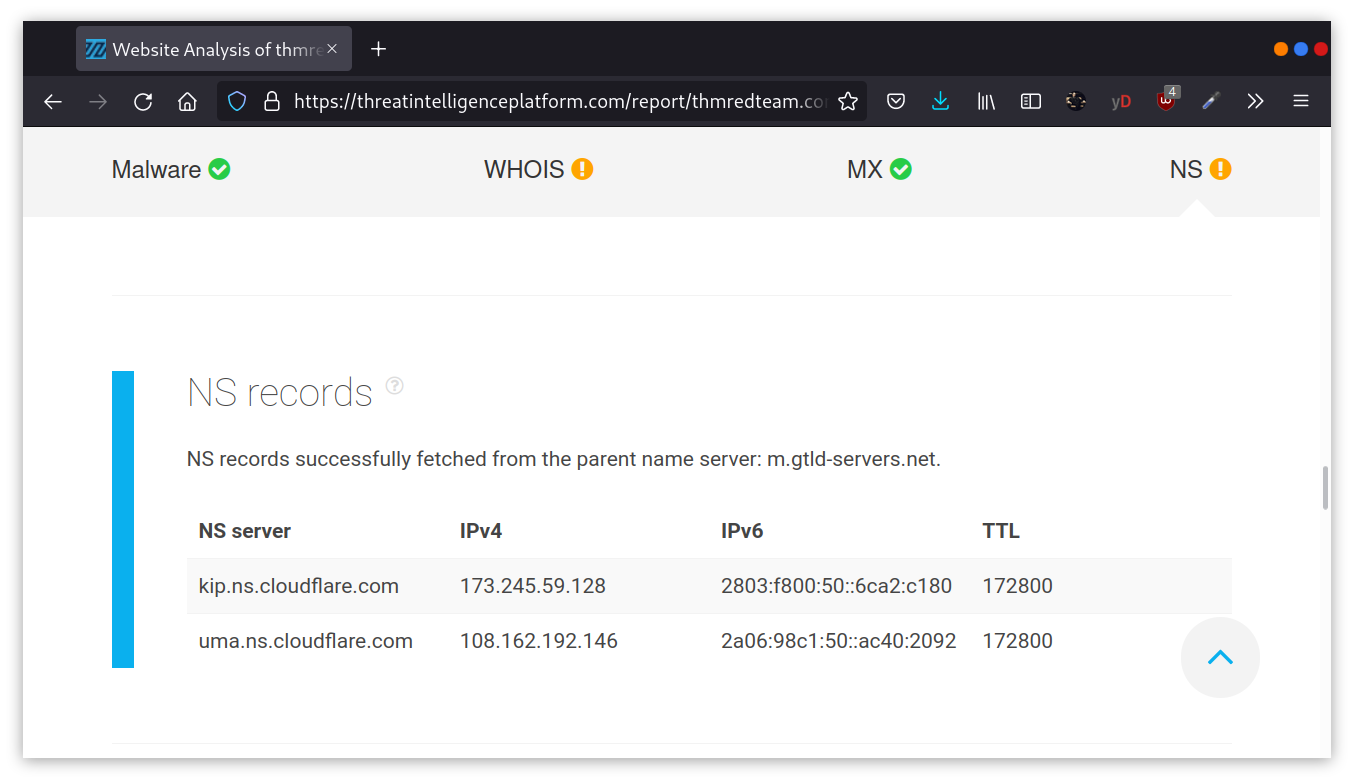 Website Analysis of thmre
https://threatintelligenceplatform.com/report/thmredteam.co
yD
4
Malware
WHOIS
MX
NS
NS records ?
NS records successfully fetched from the parent name server: m.gtld-servers.net.
NS server IPv4 IPv6 TTL
kip.ns.cloudflare.com 173.245.59.128 2803:f800:50::6ca2:c180 172800
uma.ns.cloudflare.com 108.162.192.146 2a06:98c1:50::ac40:2092 172800